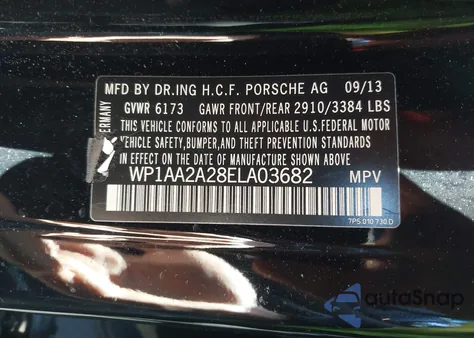 MFD BY DR.ING H.C.F. PORSCHE AG 09/13
GVWR 6173 GAWR FRONT/REAR 2910/3384 LBS
THIS VEHICLE CONFORMS TO ALL APPLICABLE
U.S.FEDERAL MOTOR
VEHICLE SAFETY,BUMPER,AND THEFT
PREVENTION STANDARDS IN EFFECT ON THE
DATE OF MANUFACTURE SHOWN ABOVE.
WP1AA2A28ELA03682 MPV
7P5.010.730.D
GERMANY
autoSnap